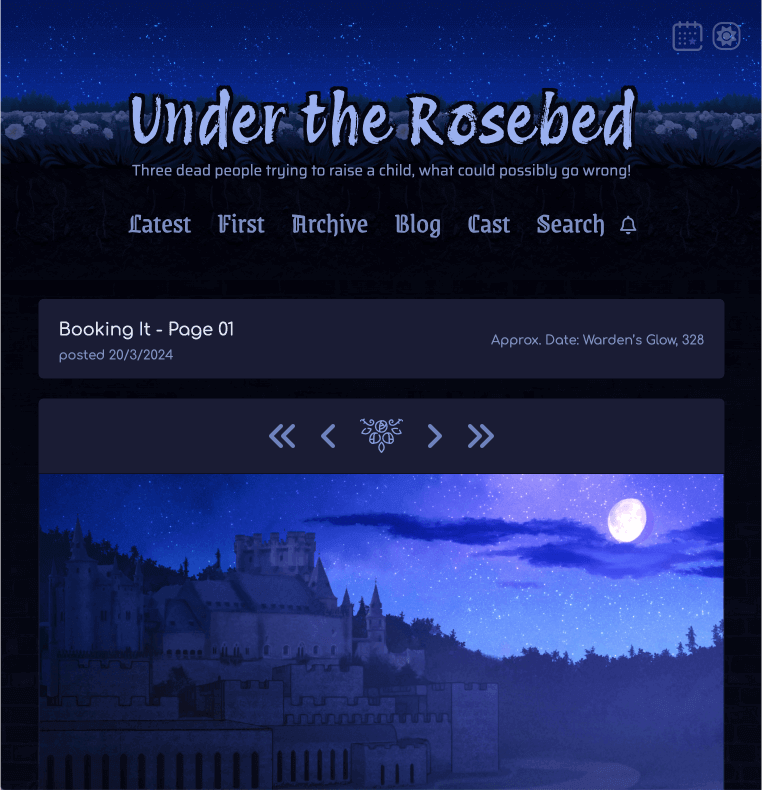 Under the Rosebed
Three dead people trying to raise a child, what could possibly go wrong!
Latest First Archive Blog Cast Search
Booking It - Page 01
posted 20/3/2024
Approx. Date: Warden's Glow, 328